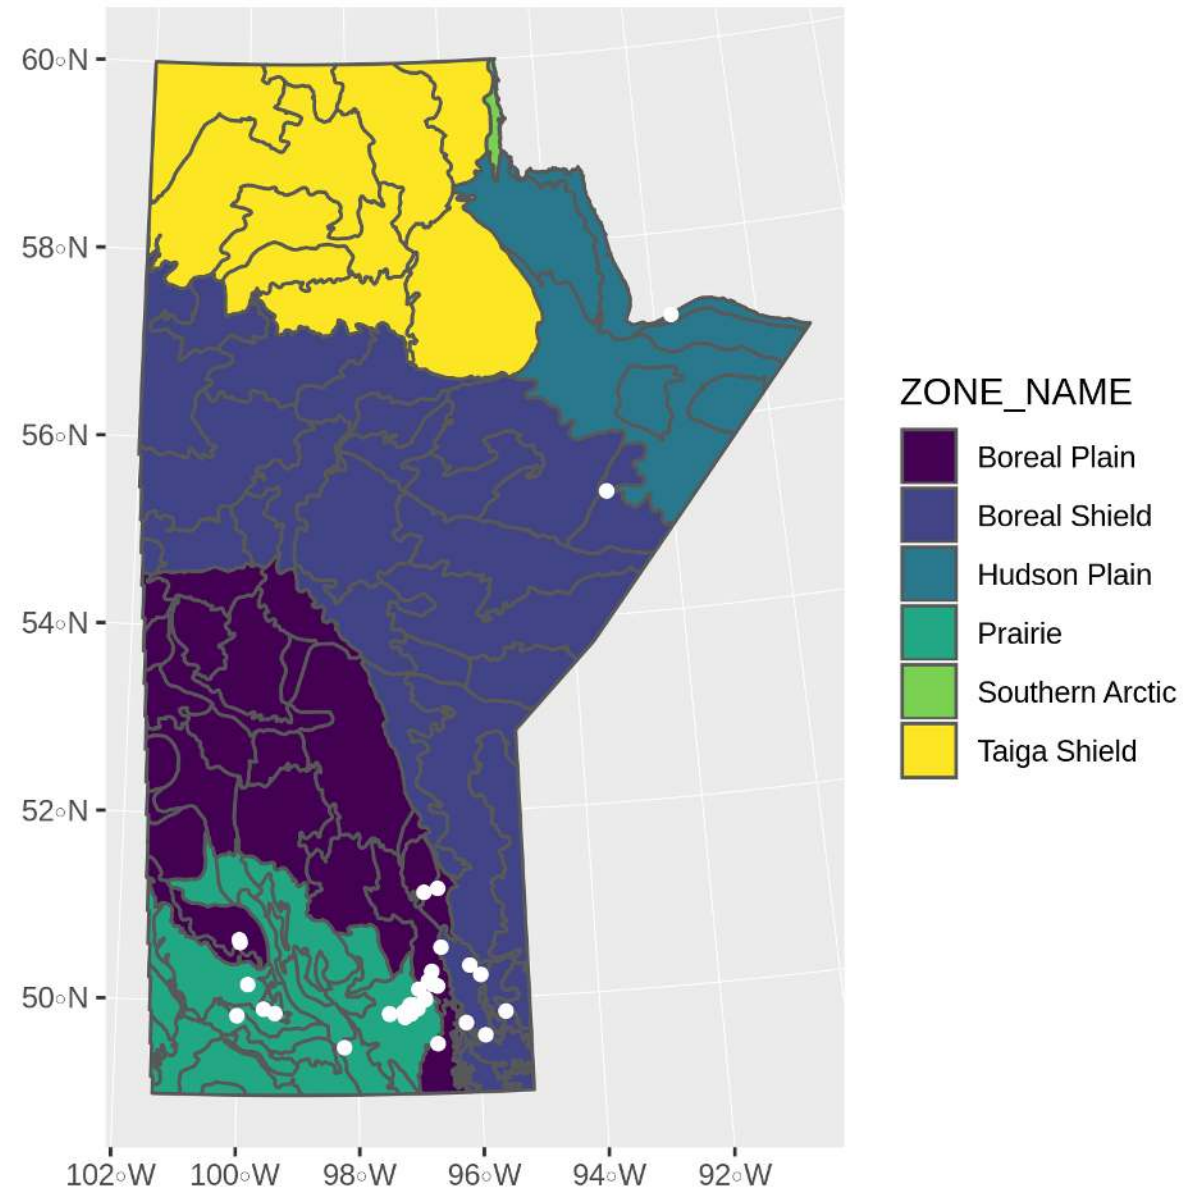 60°N
58°N
56°N
54°N
52°N
50°N
102°W 100°W 98°W 96°W 94°W 92°W
ZONE_NAME
Boreal Plain
Boreal Shield
Hudson Plain
Prairie
Southern Arctic
Taiga Shield